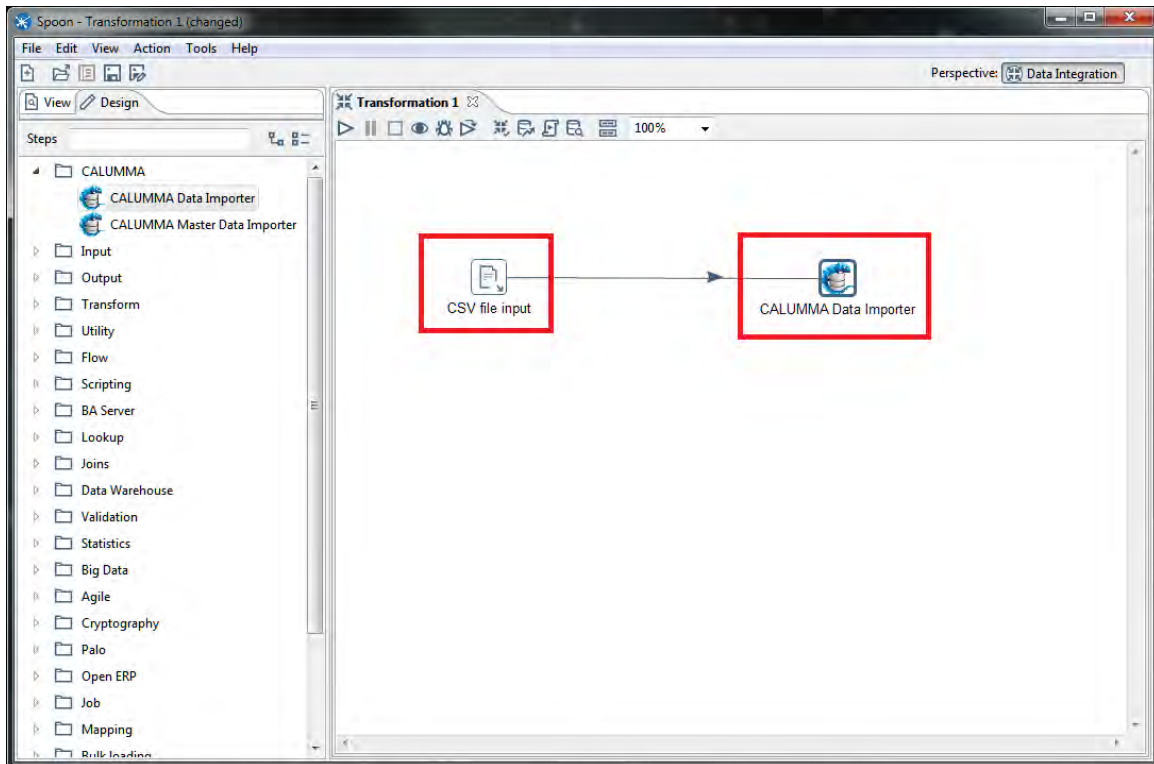 Spoon - Transformation 1 (changed)
File Edit View Action Tools Help
Perspective: Data Integration
View Design
Transformation 1
Steps
100%
CALUMMA
CALUMMA Data Importer
CALUMMA Master Data Importer
Input
Output
Transform
Utility
Flow
Scripting
BA Server
Lookup
Joins
Data Warehouse
Validation
Statistics
Big Data
Agile
Cryptography
Palo
Open ERP
Job
Mapping
Bulk loading
CSV file input
CALUMMA Data Importer